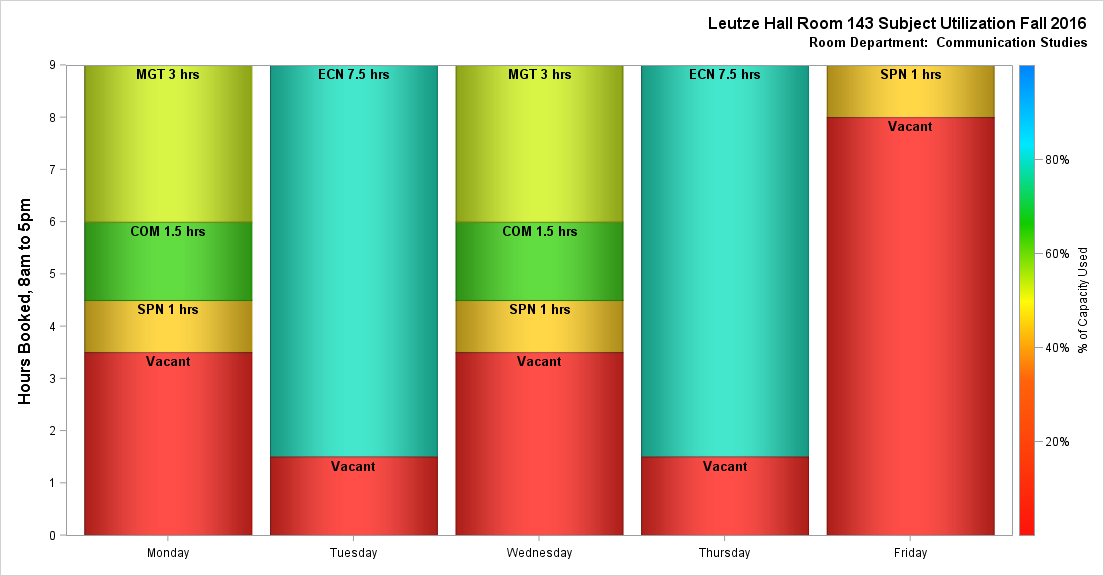 Leutze Hall Room 143 Subject Utilization Fall 2016
Room Department:  Communication Studies
Hours Booked, 8am to 5pm
9
8
7
6
5
4
3
2
1
0
MGT 3 hrs
COM 1.5 hrs
SPN 1 hrs
Vacant
ECN 7.5 hrs
Vacant
MGT 3 hrs
COM 1.5 hrs
SPN 1 hrs
Vacant
ECN 7.5 hrs
Vacant
SPN 1 hrs
Vacant
Monday
Tuesday
Wednesday
Thursday
Friday
80%
60%
40%
20%
% of Capacity Used